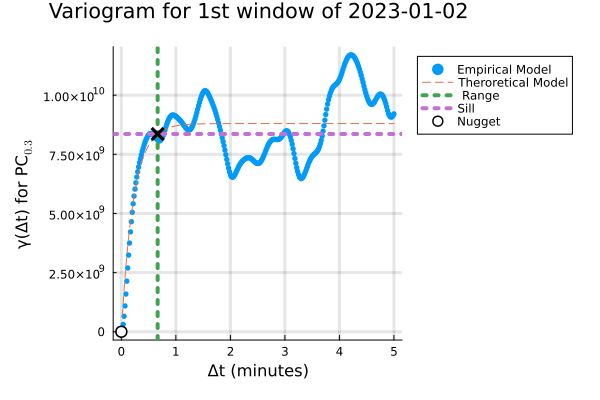 Variogram for 1st window of 2023-01-02
Empirical Model
Theroretical Model
Range
Sill
Nugget
1.00×10¹⁰
7.50×10⁹
5.00×10⁹
2.50×10⁹
0
γ(Δt) for PC₀.₃
0 1 2 3 4 5
Δt (minutes)